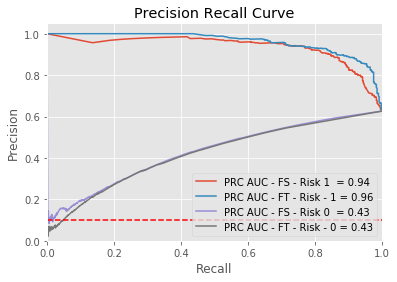 Precision Recall Curve
1.0
0.8
0.6
0.4
0.2
0.0
Precision
PRC AUC - FS - Risk 1 = 0.94
PRC AUC - FT - Risk - 1 = 0.96
PRC AUC - FS - Risk 0 = 0.43
PRC AUC - FT - Risk - 0 = 0.43
0.0 0.2 0.4 0.6 0.8 1.0
Recall